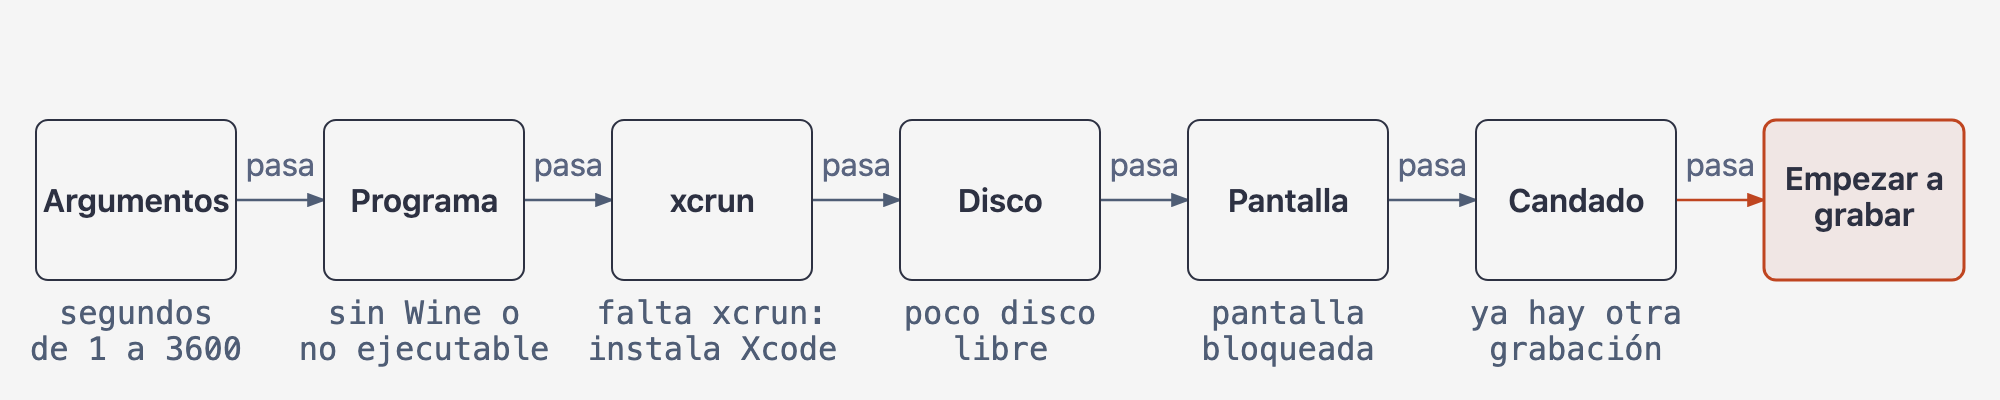 pasa
pasa
pasa
pasa
pasa
pasa
Argumentos
Programa
xcrun
Disco
Pantalla
Candado
Empezar a
grabar
segundos
de 1 a 3600
sin Wine o
no ejecutable
falta xcrun:
instala Xcode
poco disco
libre
pantalla
bloqueada
ya hay otra
grabación